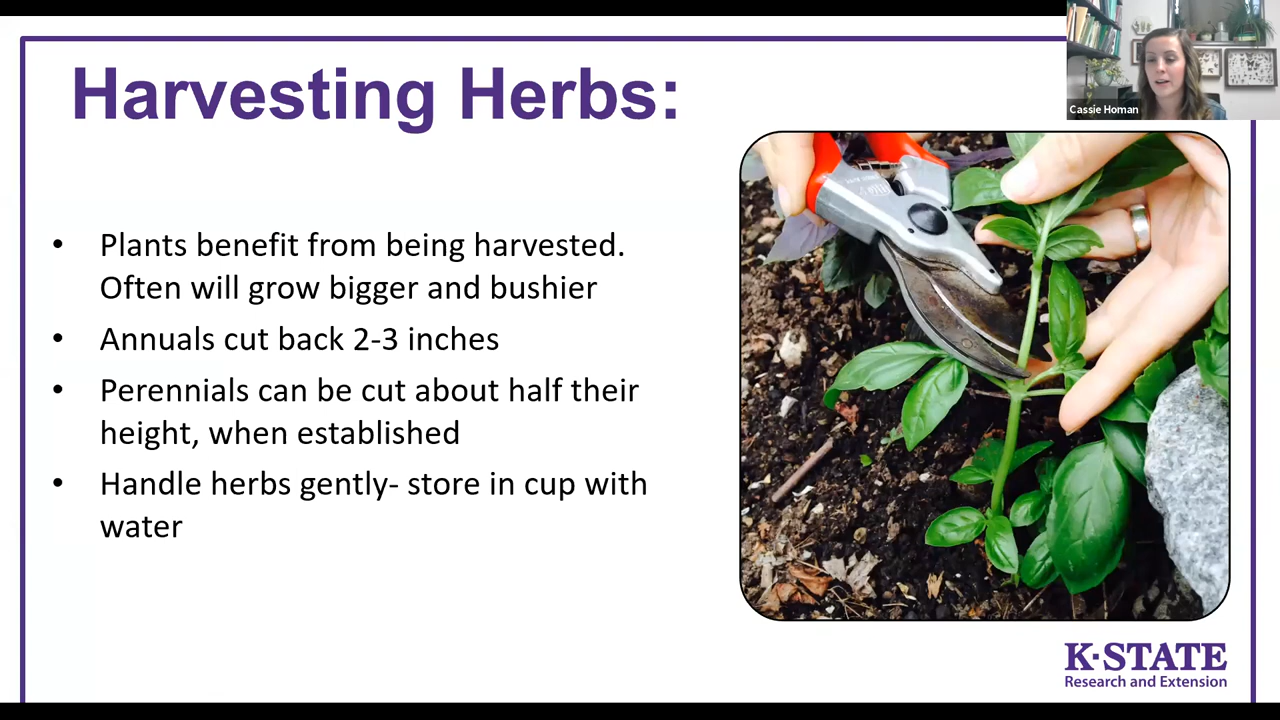 Harvesting Herbs:
Cassie Homan
• Plants benefit from being harvested.
Often will grow bigger and bushier
• Annuals cut back 2-3 inches
• Perennials can be cut about half their
height, when established
• Handle herbs gently- store in cup with
water
K-STATE
Research and Extension